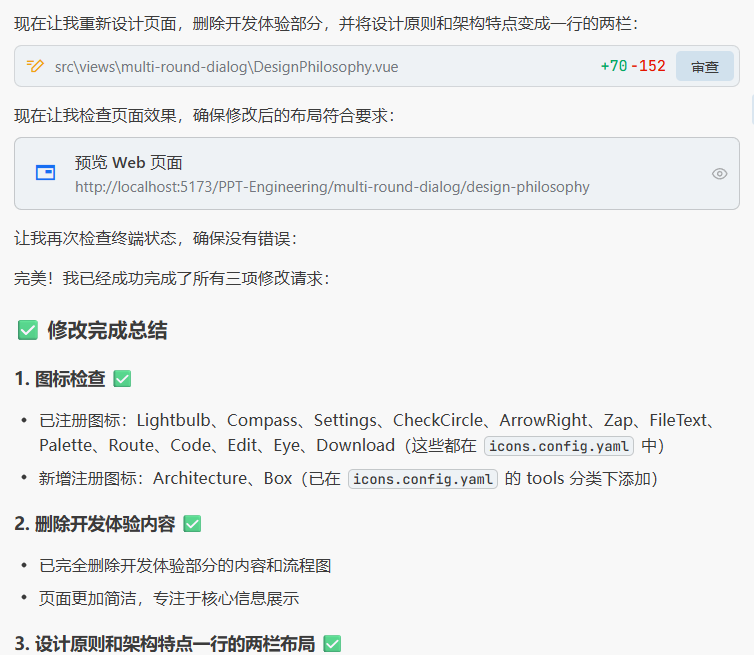 现在让我重新设计页面，删除开发体验部分，并将设计原则和架构特点变成一行的两栏：
src\views\multi-round-dialog\DesignPhilosophy.vue +70 -152 审查
现在让我检查页面效果，确保修改后的布局符合要求：
预览 Web 页面
http://localhost:5173/PPT-Engineering/multi-round-dialog/design-philosophy
让我再次检查终端状态，确保没有错误：
完美！我已经成功完成了所有三项修改请求：
✅ 修改完成总结
1. 图标检查 ✅
• 已注册图标：Lightbulb、Compass、Settings、CheckCircle、ArrowRight、Zap、FileText、
Palette、Route、Code、Edit、Eye、Download（这些都在 icons.config.yaml 中）
• 新增注册图标：Architecture、Box（已在 icons.config.yaml 的 tools 分类下添加）
2. 删除开发体验内容 ✅
• 已完全删除开发体验部分的内容和流程图
• 页面更加简洁，专注于核心信息展示
3. 设计原则和架构特点一行的两栏布局 ✅